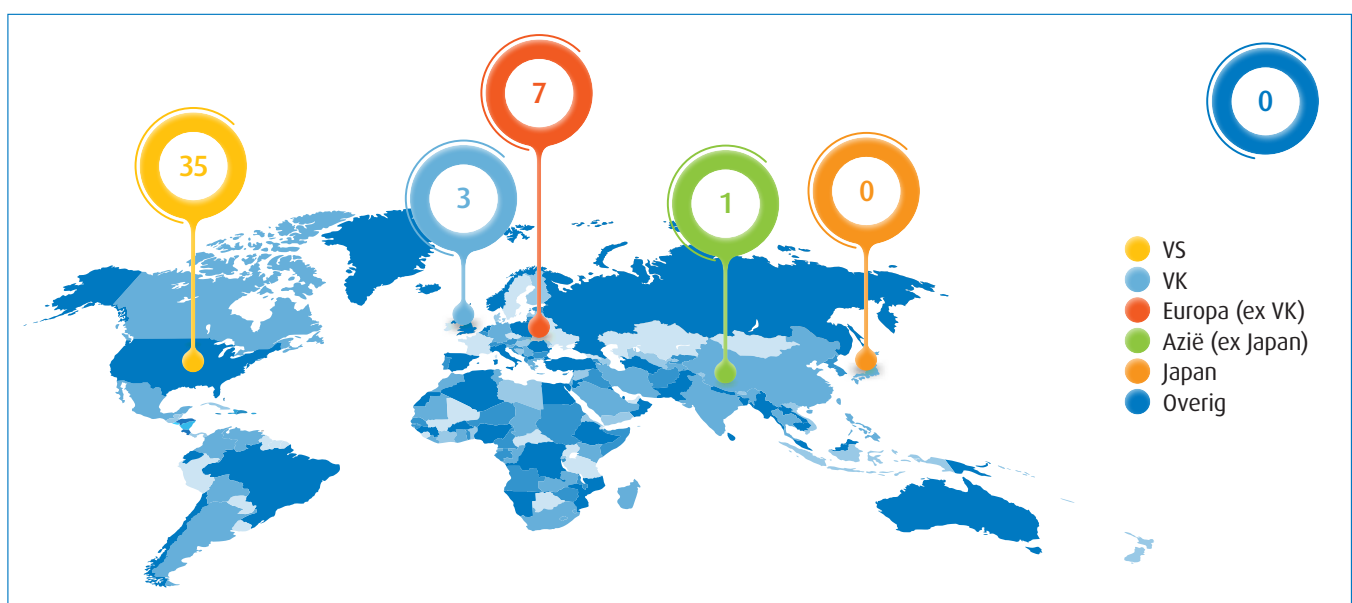 7
0
35
3
1
0
VS
VK
Europa (ex VK)
Azië (ex Japan)
Japan
Overig